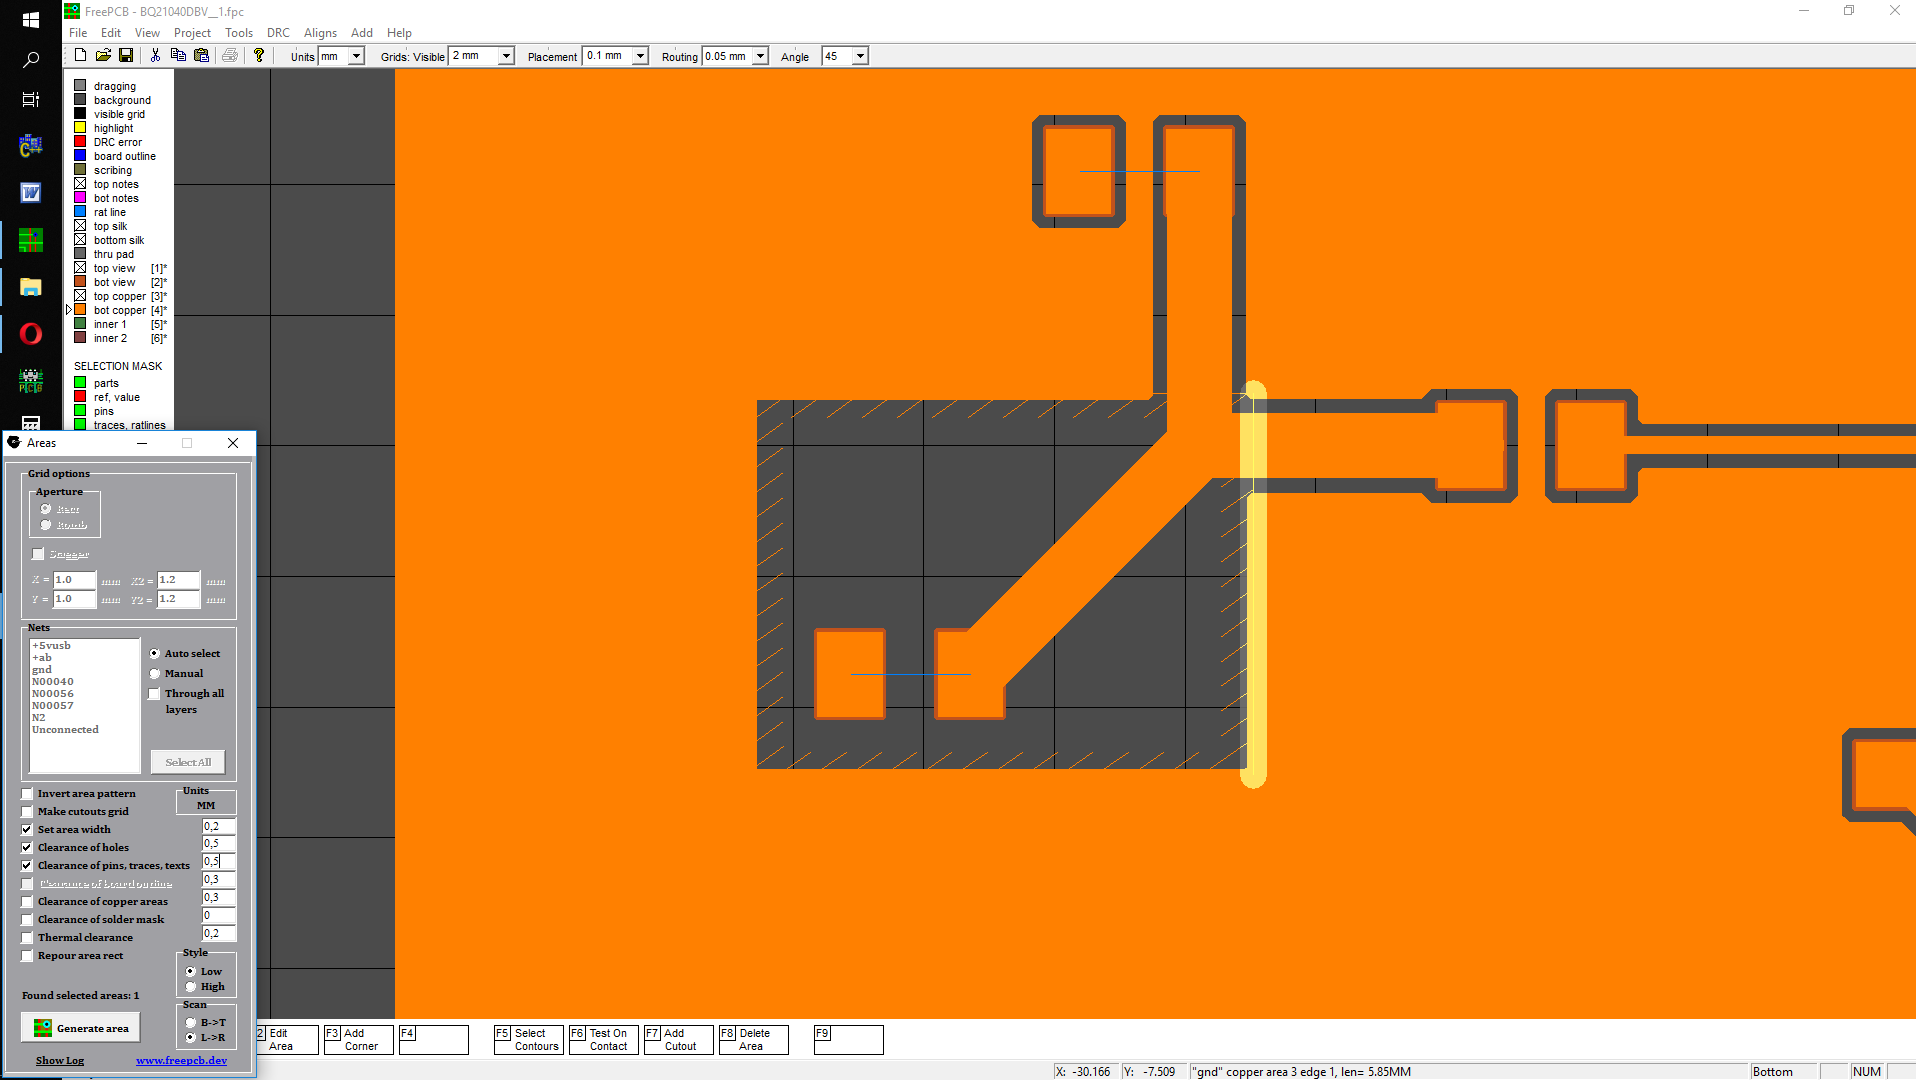 FreePCB - BQ21040DBV__1.fpc
File Edit View Project Tools DRC Aligns Add Help
Units mm Grids: Visible 2 mm Placement 0.1 mm Routing 0.05 mm Angle 45
dragging
background
visible grid
highlight
DRC error
board outline
scribing
top notes
bot notes
rat line
top silk
bottom silk
thru pad
top view [1]*
bot view [2]*
top copper [3]*
bot copper [4]*
inner 1 [5]*
inner 2 [6]*
SELECTION MASK
parts
ref, value
pins
traces, ratlines
Areas
Grid options
Aperture
Rect
Romb
Stagger
X = 1.0 mm X2 = 1.2 mm
Y = 1.0 mm Y2 = 1.2 mm
Nets
+5vusb
+ab
gnd
N00040
N00056
N00057
N2
Unconnected
Auto select
Manual
Through all
layers
Select All
Units
MM
Invert area pattern
Make cutouts grid
Set area width 0,2
Clearance of holes 0,5
Clearance of pins, traces, texts 0,5
Clearance of board outline 0,3
Clearance of copper areas 0,3
Clearance of solder mask 0
Thermal clearance 0,2
Repour area rect
Style
Low
High
Found selected areas: 1
Scan
B->T
L->R
Generate area
Show Log www.freepcb.dev
2 Edit Area
F3 Add Corner
F4
F5 Select Contours
F6 Test On Contact
F7 Add Cutout
F8 Delete Area
F9
X: -30.166 Y: -7.509 "gnd" copper area 3 edge 1, len= 5.85MM Bottom NUM